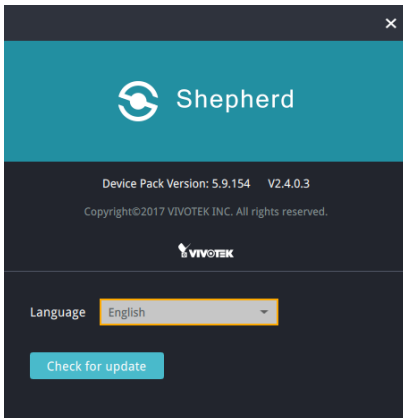 Shepherd
Device Pack Version: 5.9.154 V2.4.0.3
Copyright©2017 VIVOTEK INC. All rights reserved.
VIVOTEK
Language English
Check for update